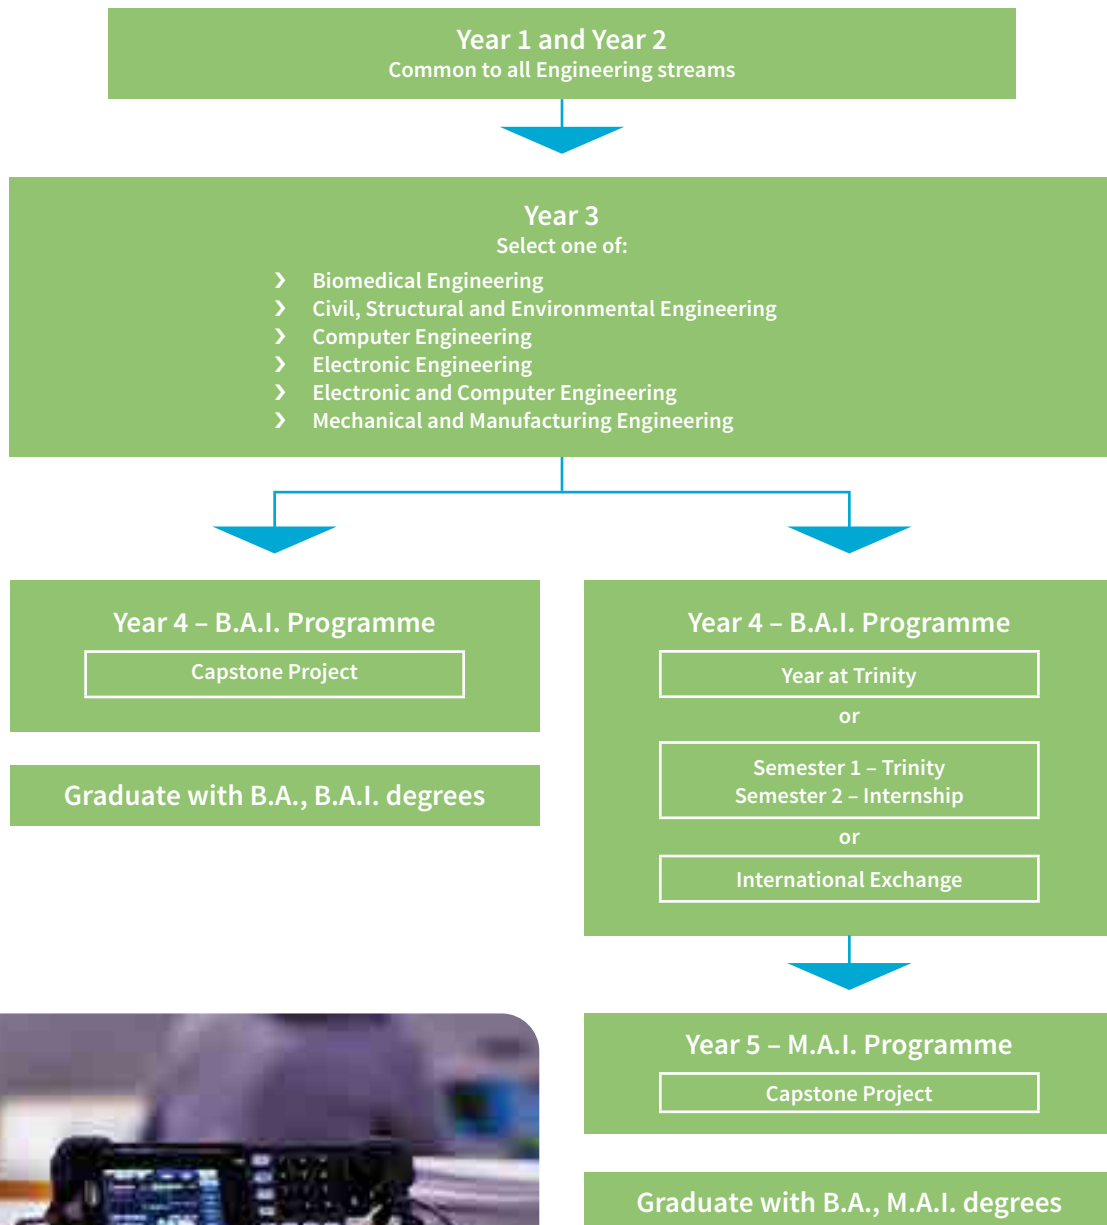 Year 1 and Year 2
Common to all Engineering streams
Year 3
Select one of:
› Biomedical Engineering
› Civil, Structural and Environmental Engineering
› Computer Engineering
› Electronic Engineering
› Electronic and Computer Engineering
› Mechanical and Manufacturing Engineering
Year 4 – B.A.I. Programme
Capstone Project
Graduate with B.A., B.A.I. degrees
Year 4 – B.A.I. Programme
Year at Trinity
or
Semester 1 – Trinity
Semester 2 – Internship
or
International Exchange
Year 5 – M.A.I. Programme
Capstone Project
Graduate with B.A., M.A.I. degrees